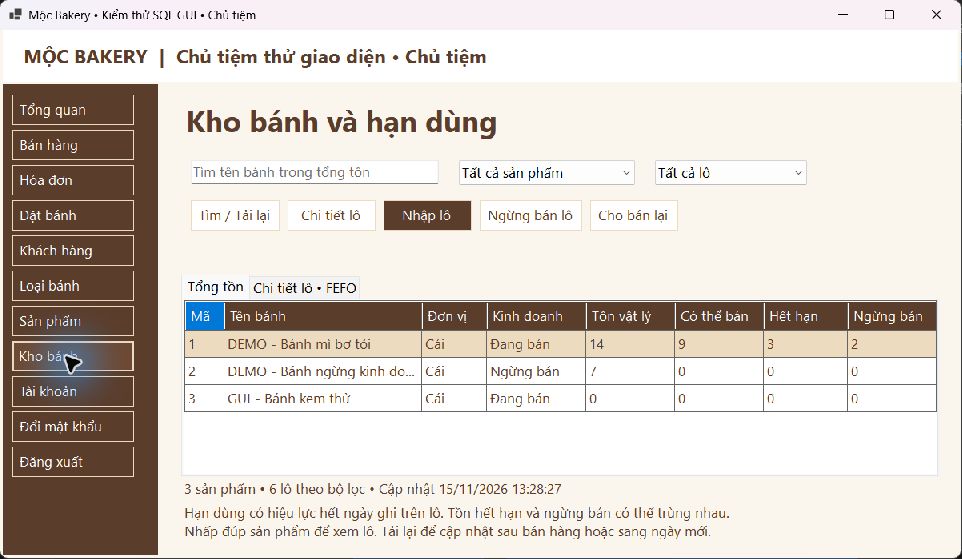 Mộc Bakery • Kiểm thử SQL GUI • Chủ tiệm
MỘC BAKERY | Chủ tiệm thử giao diện • Chủ tiệm
Tổng quan
Bán hàng
Hóa đơn
Đặt bánh
Khách hàng
Loại bánh
Sản phẩm
Kho bánh
Tài khoản
Đổi mật khẩu
Đăng xuất
Kho bánh và hạn dùng
Tìm tên bánh trong tổng tồn Tất cả sản phẩm Tất cả lô
Tìm / Tải lại Chi tiết lô Nhập lô Ngừng bán lô Cho bán lại
Tổng tồn Chi tiết lô • FEFO
Mã Tên bánh Đơn vị Kinh doanh Tồn vật lý Có thể bán Hết hạn Ngừng bán
1 DEMO - Bánh mì bơ tỏi Cái Đang bán 14 9 3 2
2 DEMO - Bánh ngừng kinh do... Cái Ngừng bán 7 0 0 0
3 GUI - Bánh kem thử Cái Đang bán 0 0 0 0
3 sản phẩm • 6 lô theo bộ lọc • Cập nhật 15/11/2026 13:28:27
Hạn dùng có hiệu lực hết ngày ghi trên lô. Tồn hết hạn và ngừng bán có thể trùng nhau.
Nhấp đúp sản phẩm để xem lô. Tải lại để cập nhật sau bán hàng hoặc sang ngày mới.